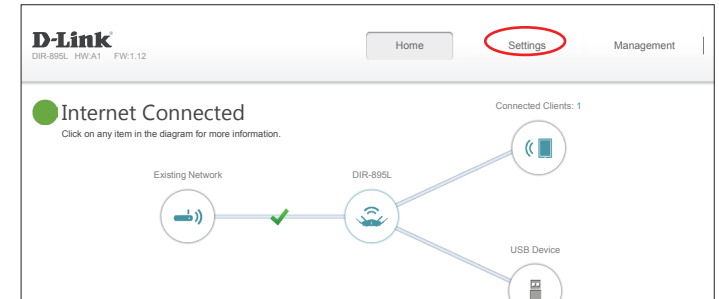 D-Link
DIR-895L HW:A1 FW:1.12
Home Settings Management
Internet Connected
Click on any item in the diagram for more information.
Connected Clients: 1
Existing Network
DIR-895L
USB Device